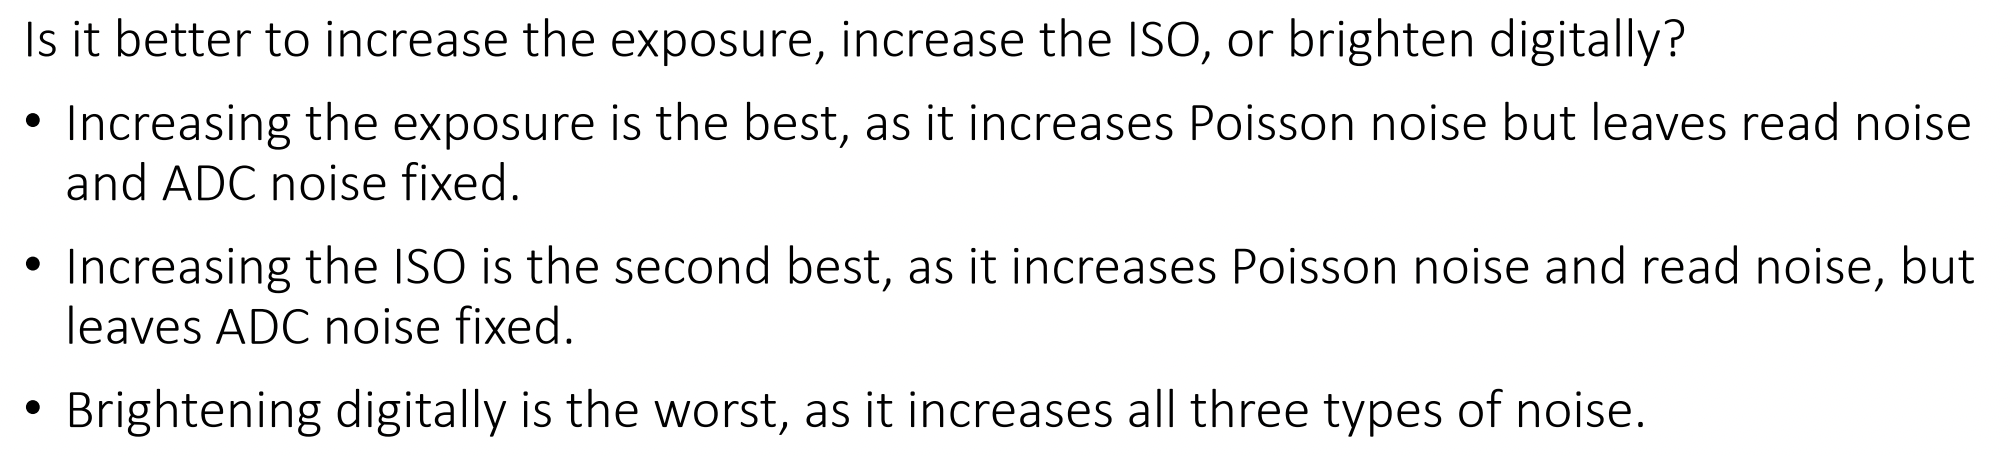 Is it better to increase the exposure, increase the ISO, or brighten digitally?
• Increasing the exposure is the best, as it increases Poisson noise but leaves read noise
and ADC noise fixed.
• Increasing the ISO is the second best, as it increases Poisson noise and read noise, but
leaves ADC noise fixed.
• Brightening digitally is the worst, as it increases all three types of noise.